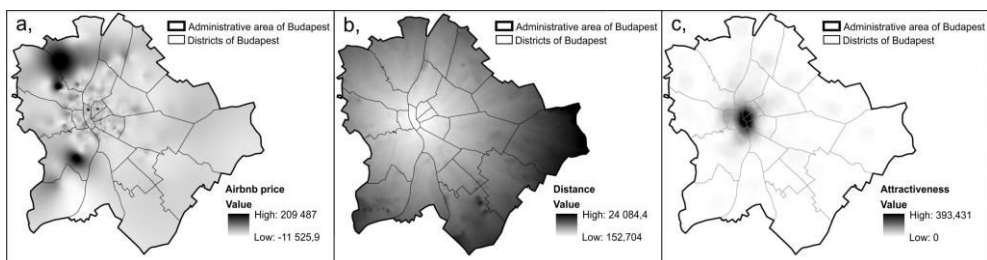 a,
Administrative area of Budapest
Districts of Budapest
Airbnb price
Value
High: 209 487
Low: -11 525,9
b,
Administrative area of Budapest
Districts of Budapest
Distance
Value
High: 24 084,4
Low: 152,704
c,
Administrative area of Budapest
Districts of Budapest
Attractiveness
Value
High: 393,431
Low: 0